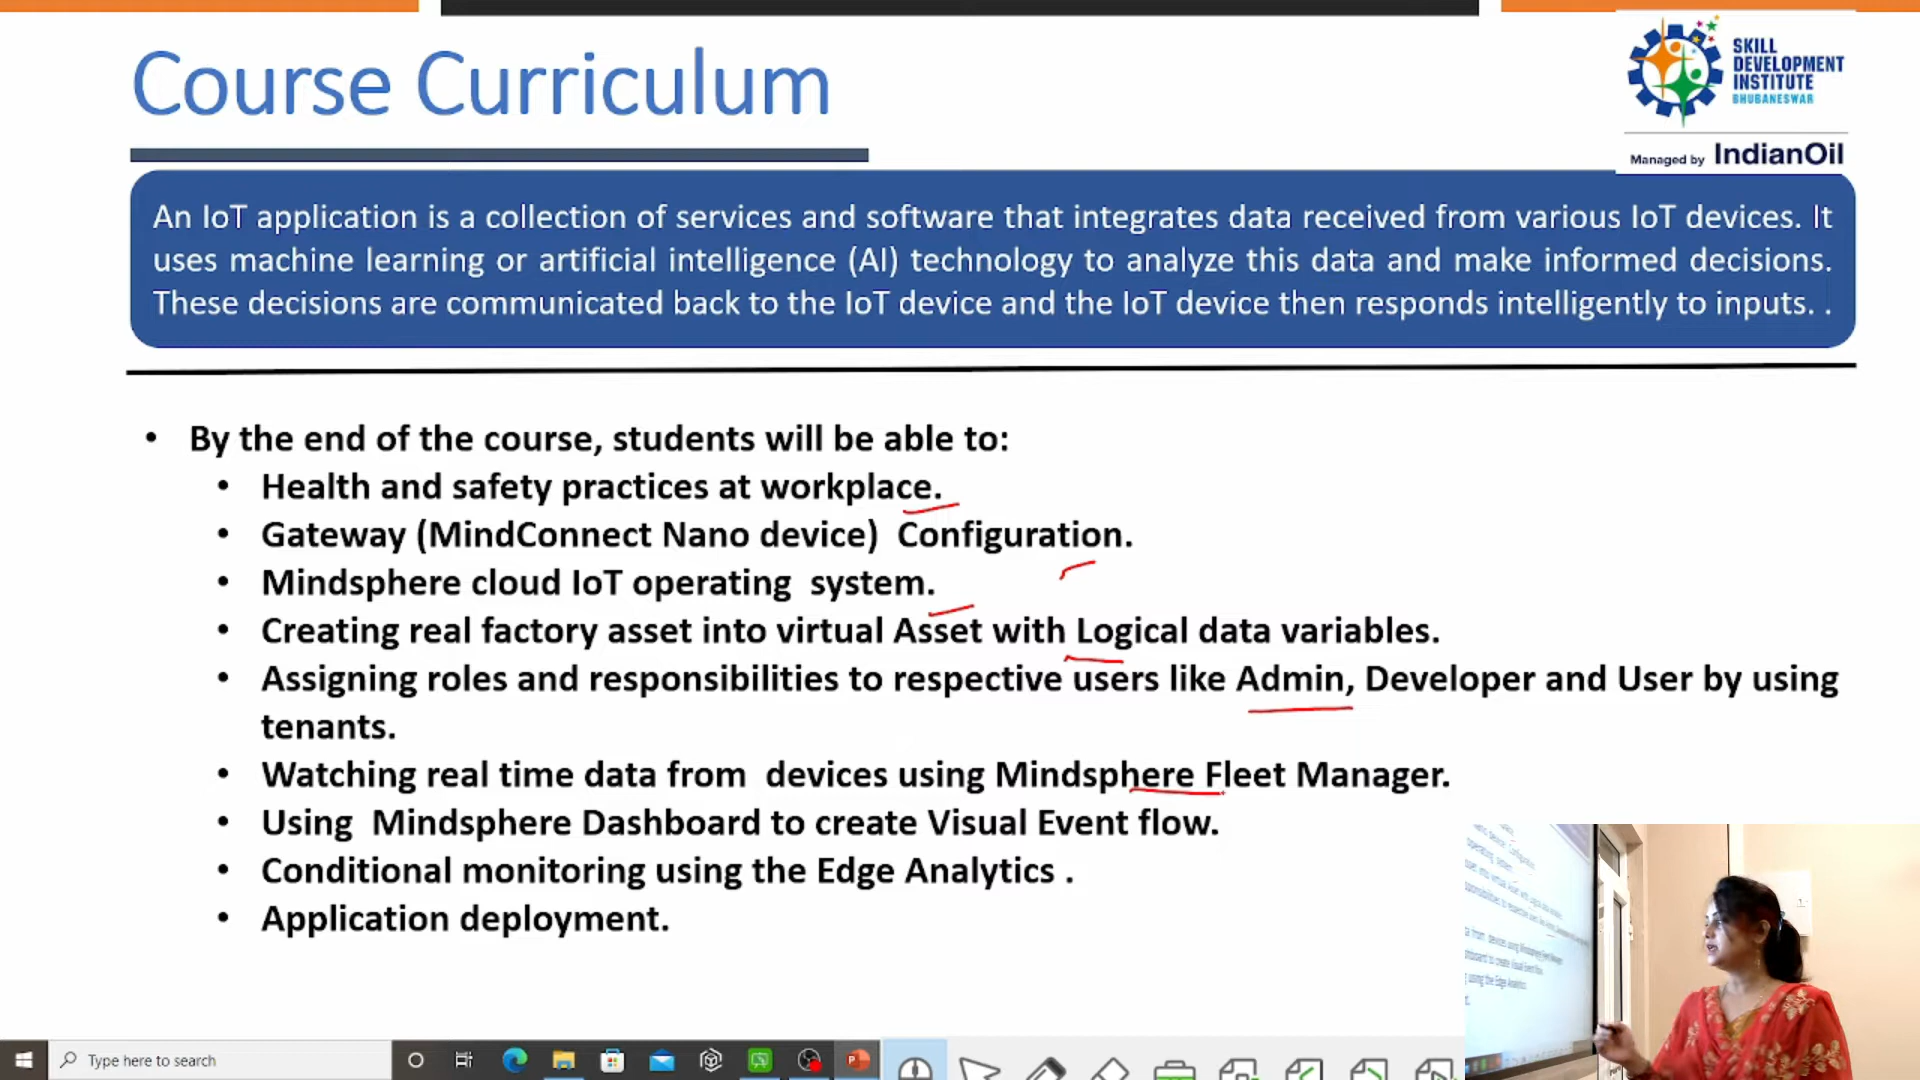 Course Curriculum
SKILL
DEVELOPMENT
INSTITUTE
BHUBANESWAR
Managed by IndianOil
An IoT application is a collection of services and software that integrates data received from various IoT devices. It
uses machine learning or artificial intelligence (AI) technology to analyze this data and make informed decisions.
These decisions are communicated back to the IoT device and the IoT device then responds intelligently to inputs. .
• By the end of the course, students will be able to:
• Health and safety practices at workplace.
• Gateway (MindConnect Nano device) Configuration.
• Mindsphere cloud IoT operating system.
• Creating real factory asset into virtual Asset with Logical data variables.
• Assigning roles and responsibilities to respective users like Admin, Developer and User by using
tenants.
• Watching real time data from devices using Mindsphere Fleet Manager.
• Using Mindsphere Dashboard to create Visual Event flow.
• Conditional monitoring using the Edge Analytics .
• Application deployment.
Type here to search